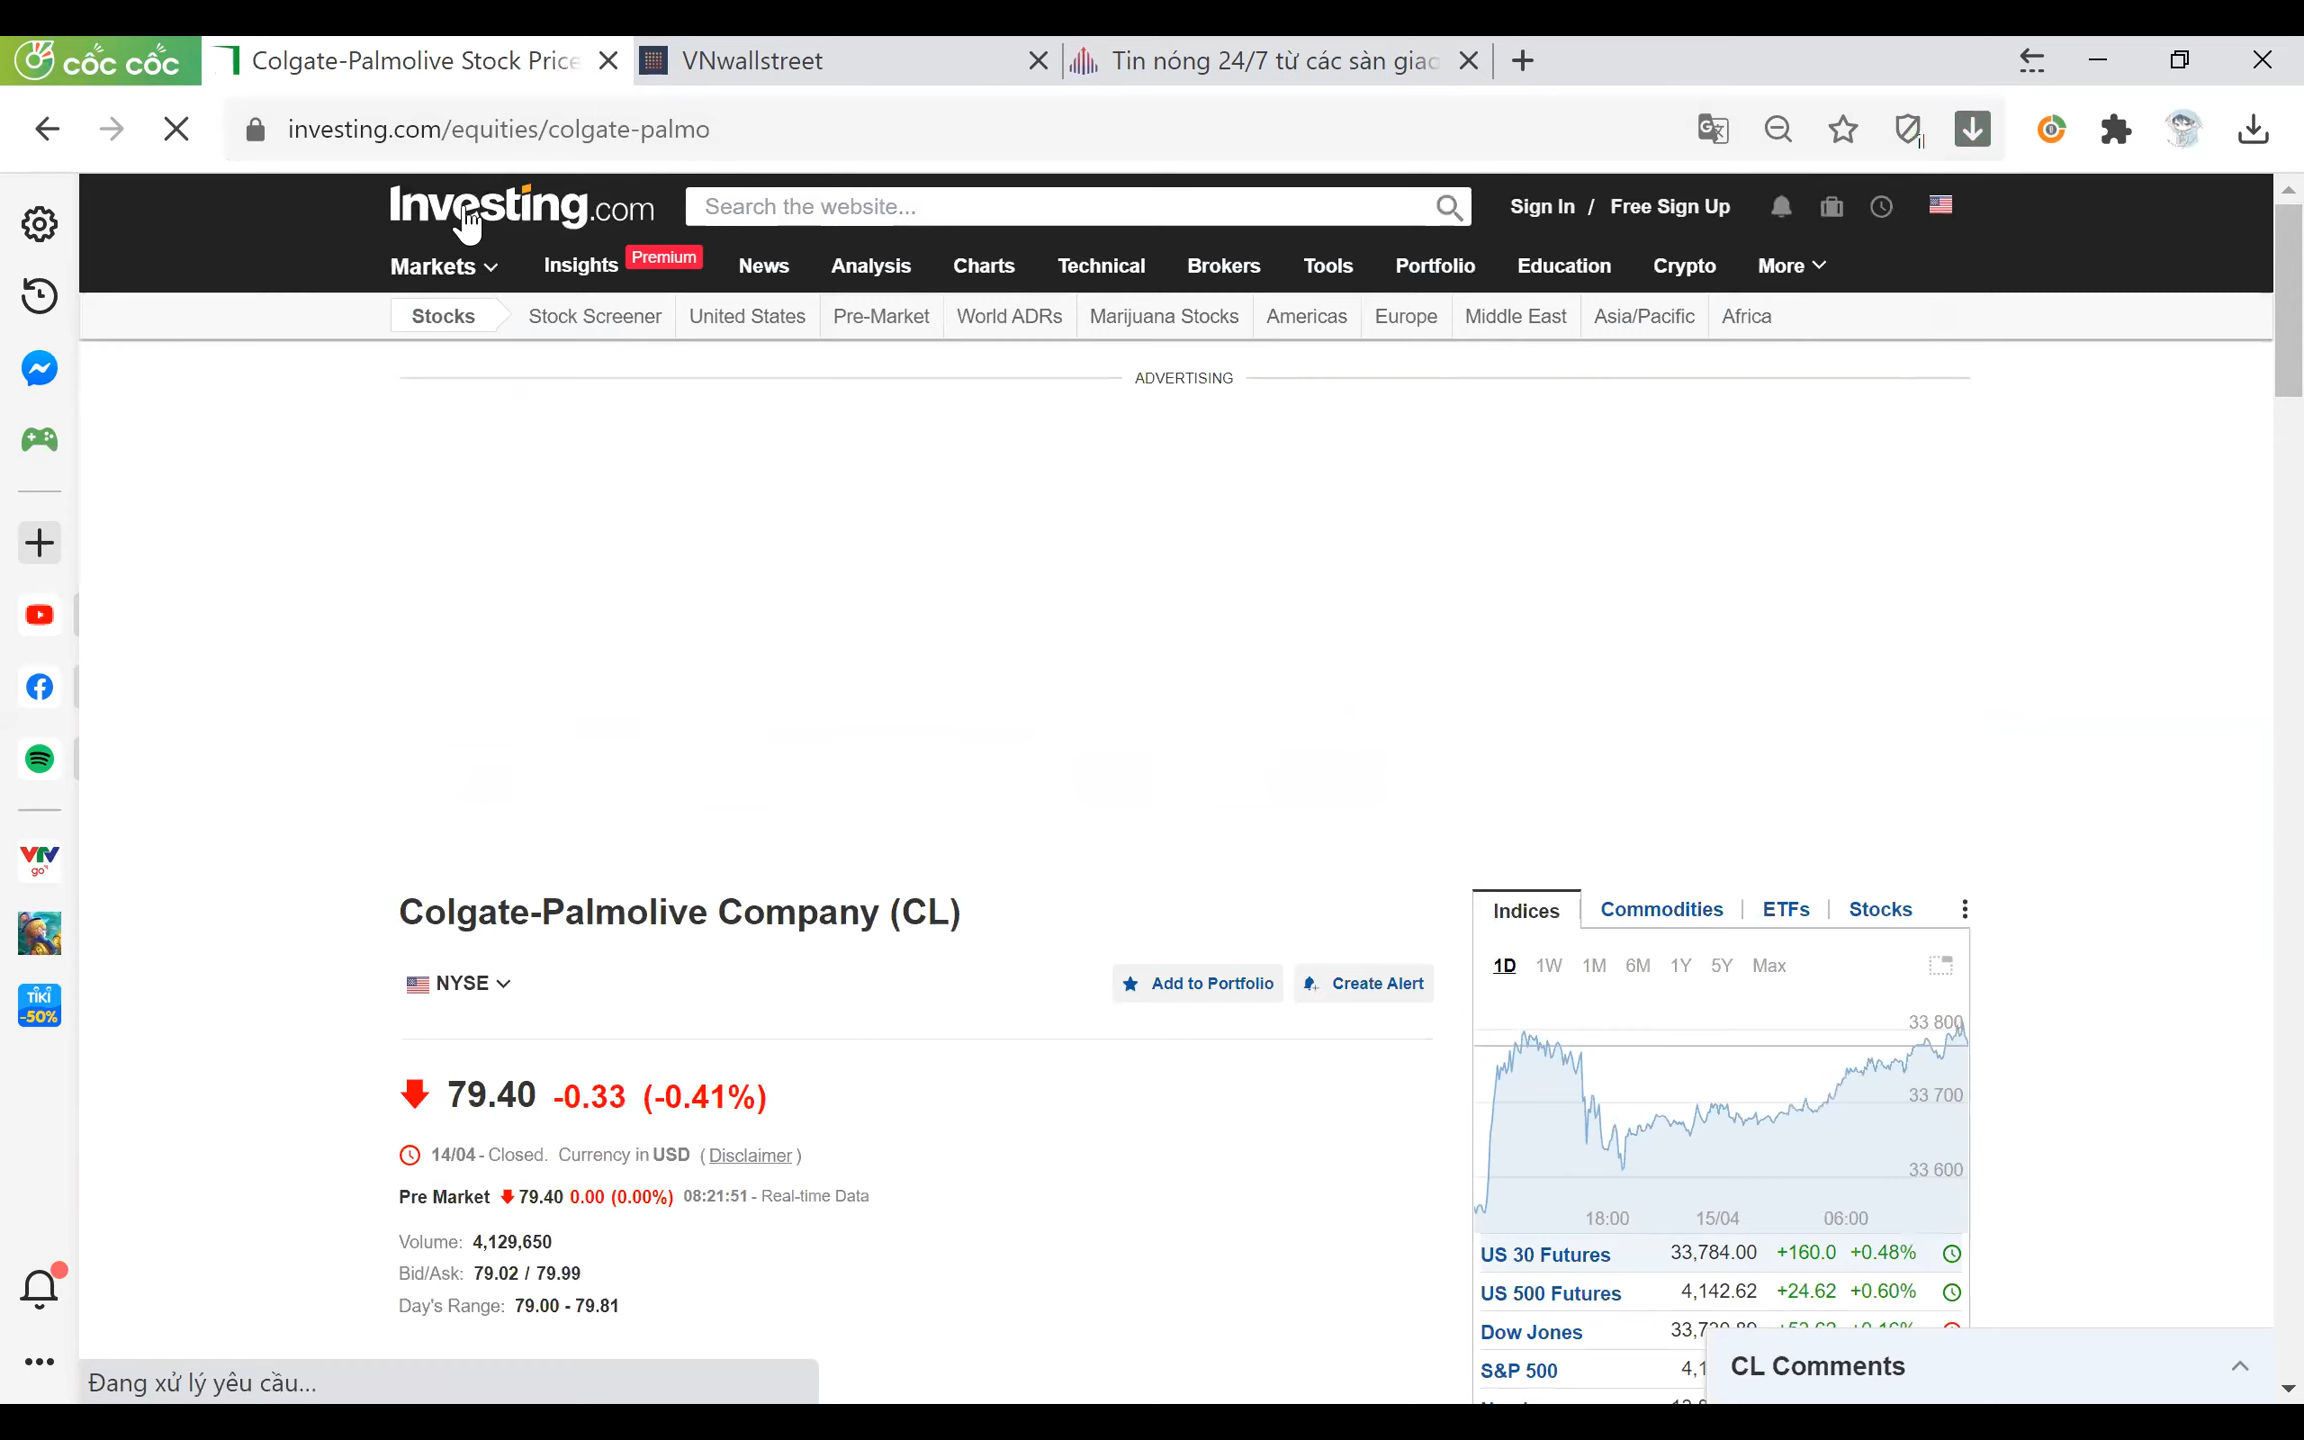 cốc cốc
Colgate-Palmolive Stock Price
VNwallstreet
Tin nóng 24/7 từ các sàn giao
investing.com/equities/colgate-palmo
Investing.com
Search the website...
Sign In / Free Sign Up
Markets
Insights
Premium
News
Analysis
Charts
Technical
Brokers
Tools
Portfolio
Education
Crypto
More
Stocks
Stock Screener
United States
Pre-Market
World ADRs
Marijuana Stocks
Americas
Europe
Middle East
Asia/Pacific
Africa
ADVERTISING
VTV
go
TIKI
-50%
Colgate-Palmolive Company (CL)
NYSE
Add to Portfolio
Create Alert
79.40 -0.33 (-0.41%)
14/04 - Closed. Currency in USD ( Disclaimer )
Pre Market 79.40 0.00 (0.00%) 08:21:51 - Real-time Data
Volume: 4,129,650
Bid/Ask: 79.02 / 79.99
Day's Range: 79.00 - 79.81
Indices
Commodities
ETFs
Stocks
1D 1W 1M 6M 1Y 5Y Max
33 800
33 700
33 600
18:00 15/04 06:00
US 30 Futures 33,784.00 +160.0 +0.48%
US 500 Futures 4,142.62 +24.62 +0.60%
Dow Jones
S&P 500
CL Comments
Đang xử lý yêu cầu...